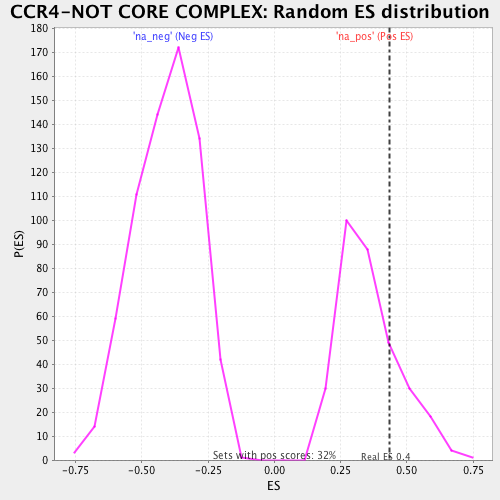 CCR4-NOT CORE COMPLEX: Random ES distribution
'na_neg' (Neg ES)
'na_pos' (Pos ES)
180
170
160
150
140
130
120
110
100
90
80
70
60
50
40
30
20
10
0
P(ES)
Sets with pos scores: 32%
Real ES 0.4
-0.75 -0.50 -0.25 0.00 0.25 0.50 0.75
ES